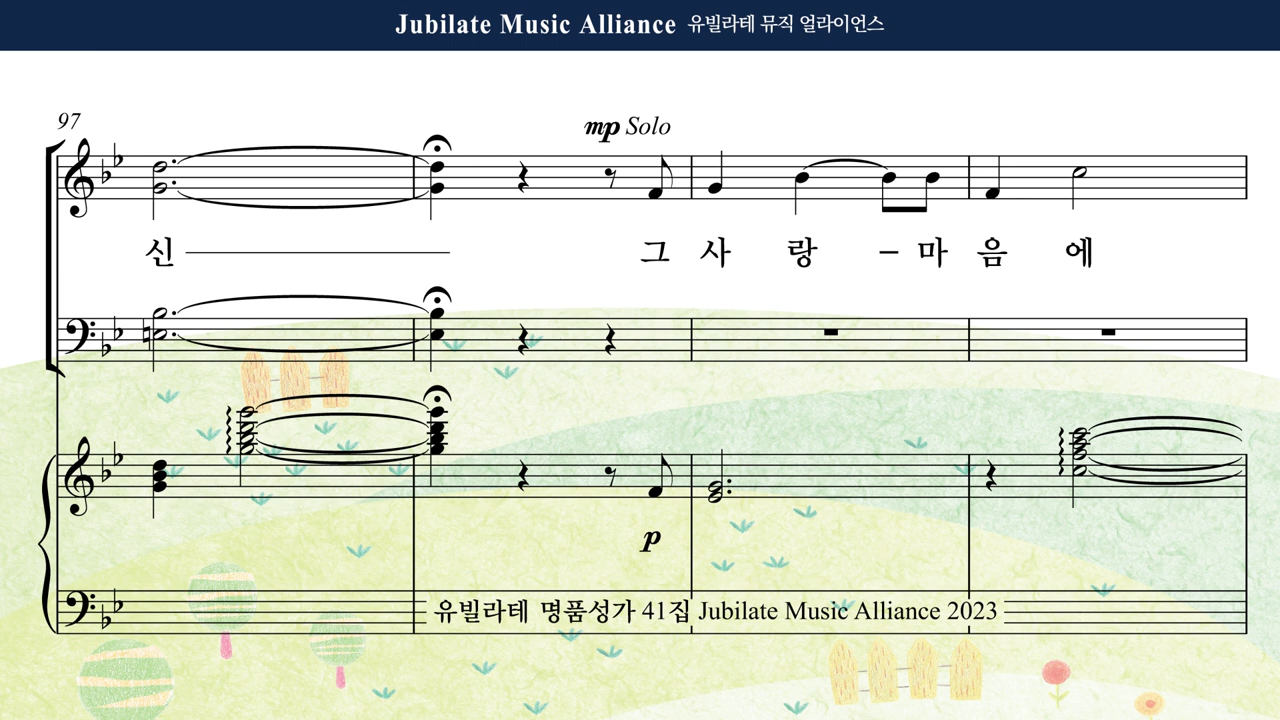 Jubilate Music Alliance 유빌라테 뮤직 얼라이언스
97
mp Solo
신 그 사 랑 - 마 음 에
p
유빌라테 명품성가 41집 Jubilate Music Alliance 2023